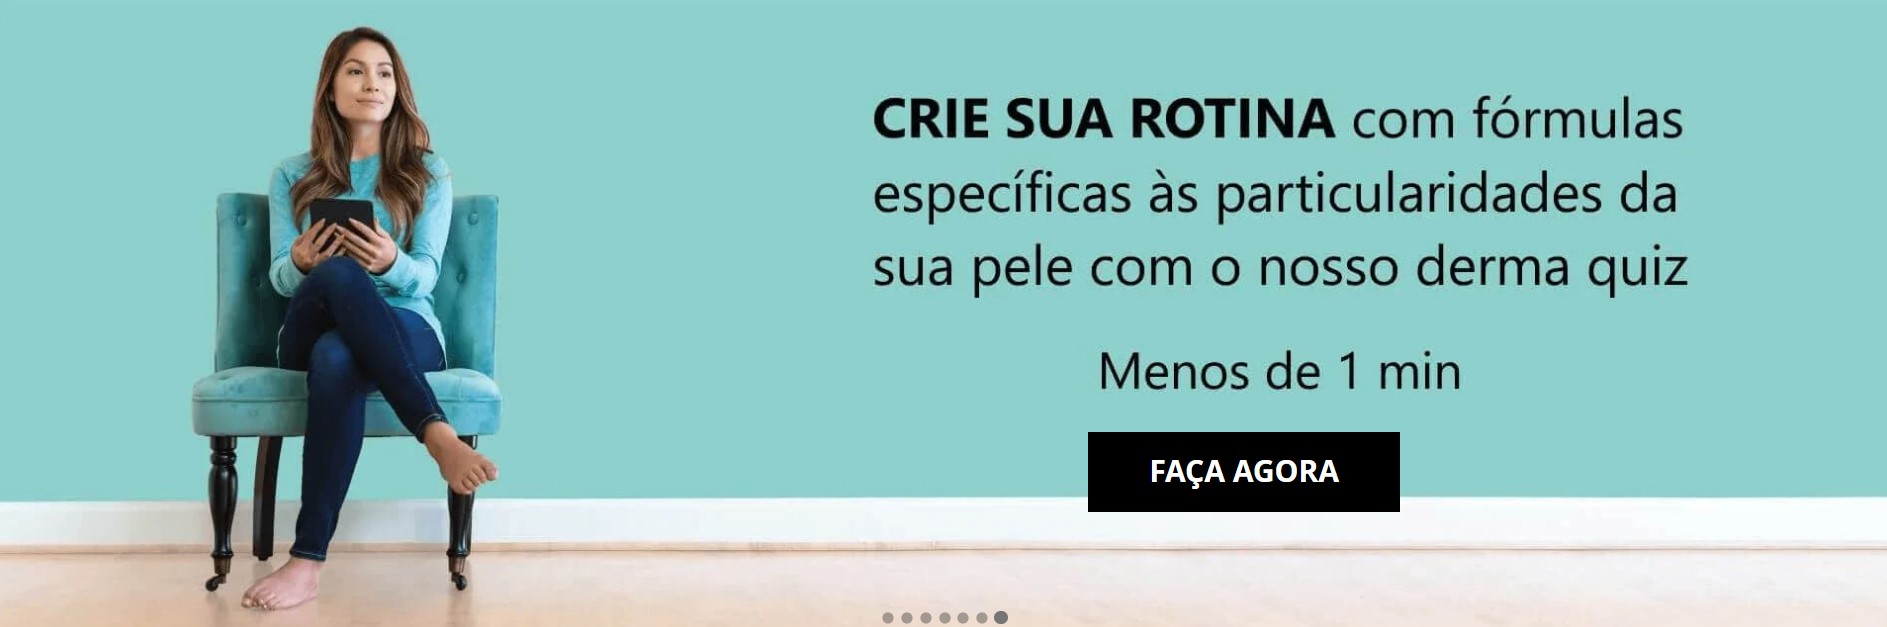 CRIE SUA ROTINA com fórmulas
específicas às particularidades da
sua pele com o nosso derma quiz
Menos de 1 min
FAÇA AGORA